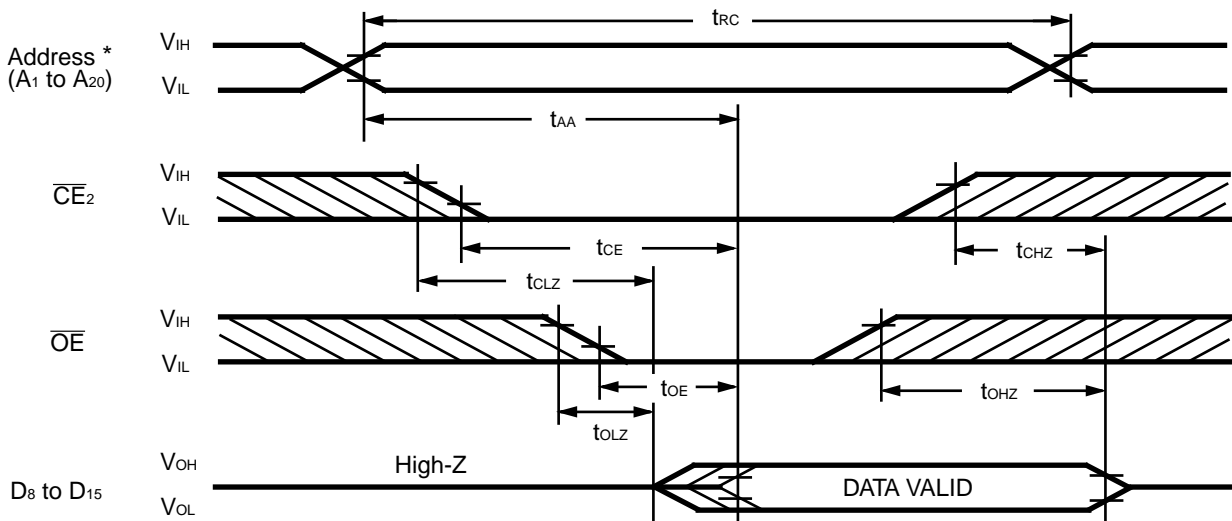 tRC
Address *
(A1 to A20)
VIH
VIL
tAA
CE2
VIH
VIL
tCE
tCHZ
tCLZ
OE
VIH
VIL
tOE
tOHZ
tOLZ
D8 to D15
VOH
VOL
High-Z
DATA VALID